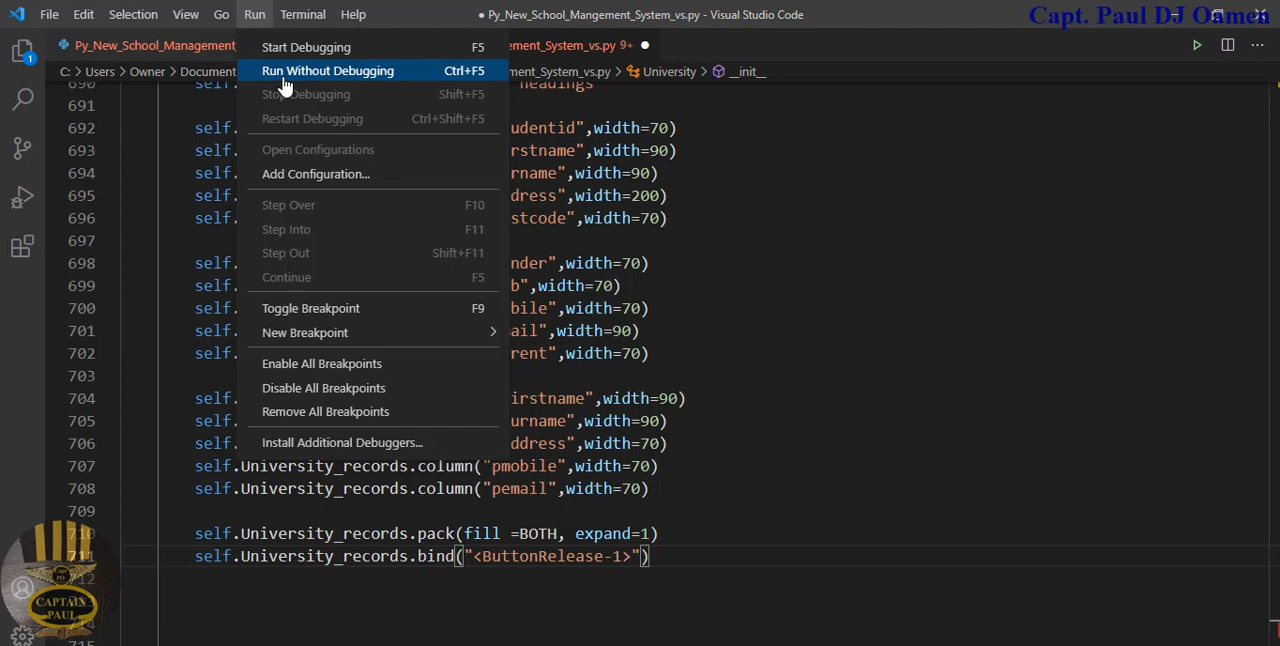 File Edit Selection View Go Run Terminal Help
● Py_New_School_Mangement_System_vs.py - Visual Studio Code
Capt. Paul DJ Oamen
Py_New_School_Management
ement_System_vs.py 9+ ●
C: > Users > Owner > Document
ment_System_vs.py > University > __init__
Start Debugging F5
Run Without Debugging Ctrl+F5
Stop Debugging Shift+F5
Restart Debugging Ctrl+Shift+F5
Open Configurations
Add Configuration...
Step Over F10
Step Into F11
Step Out Shift+F11
Continue F5
Toggle Breakpoint F9
New Breakpoint >
Enable All Breakpoints
Disable All Breakpoints
Remove All Breakpoints
Install Additional Debuggers...
690 self. headings"
691
692 self. udentid",width=70)
693 self. rstname",width=90)
694 self. rname",width=90)
695 self. dress",width=200)
696 self. stcode",width=70)
697
698 self. nder",width=70)
699 self. b",width=70)
700 self. bile",width=70)
701 self. ail",width=90)
702 self. rent",width=70)
703
704 self. irstname",width=90)
705 self. urname",width=90)
706 self. ddress",width=70)
707 self.University_records.column("pmobile",width=70)
708 self.University_records.column("pemail",width=70)
709
710 self.University_records.pack(fill =BOTH, expand=1)
711 self.University_records.bind("<ButtonRelease-1>")
712
715
1
Capt
PO
CAPTAIN
PAUL